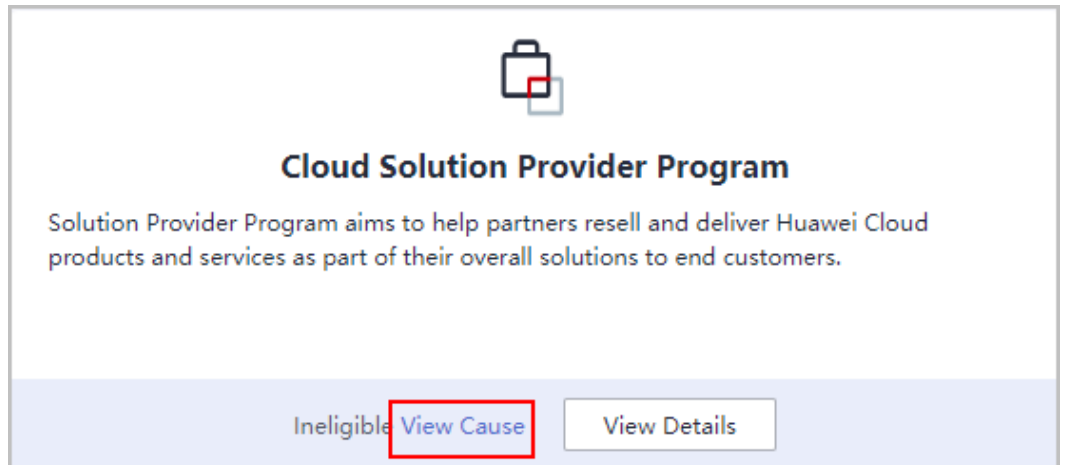 Cloud Solution Provider Program
Solution Provider Program aims to help partners resell and deliver Huawei Cloud
products and services as part of their overall solutions to end customers.
Ineligible View Cause View Details